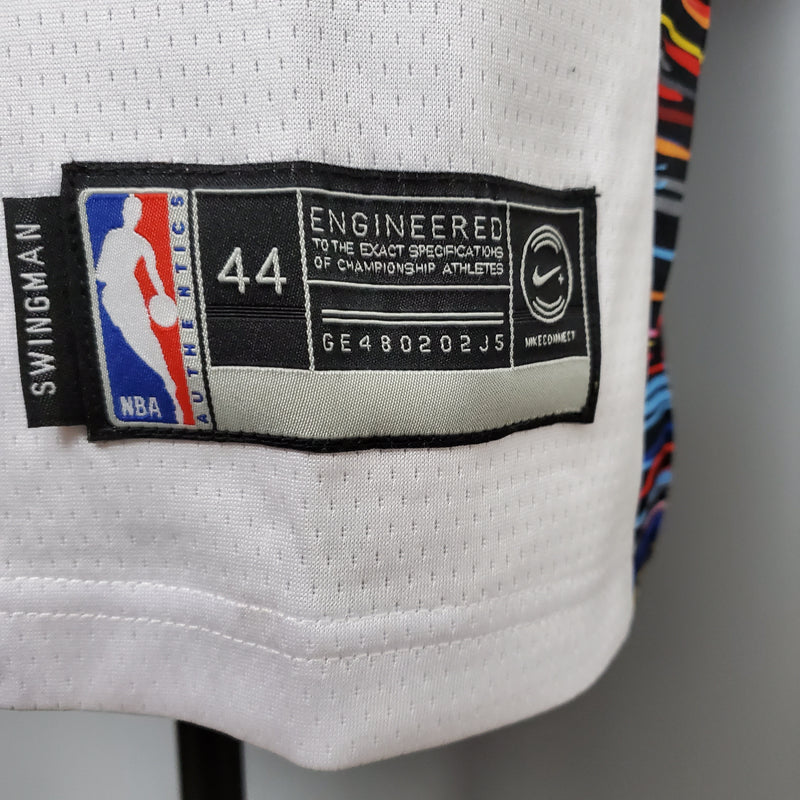 SWINGMAN
NBA
AUTHENTICS
44
ENGINEERED
TO THE EXACT SPECIFICATIONS
OF CHAMPIONSHIP ATHLETES
GE480202J5
NIKECONNECT